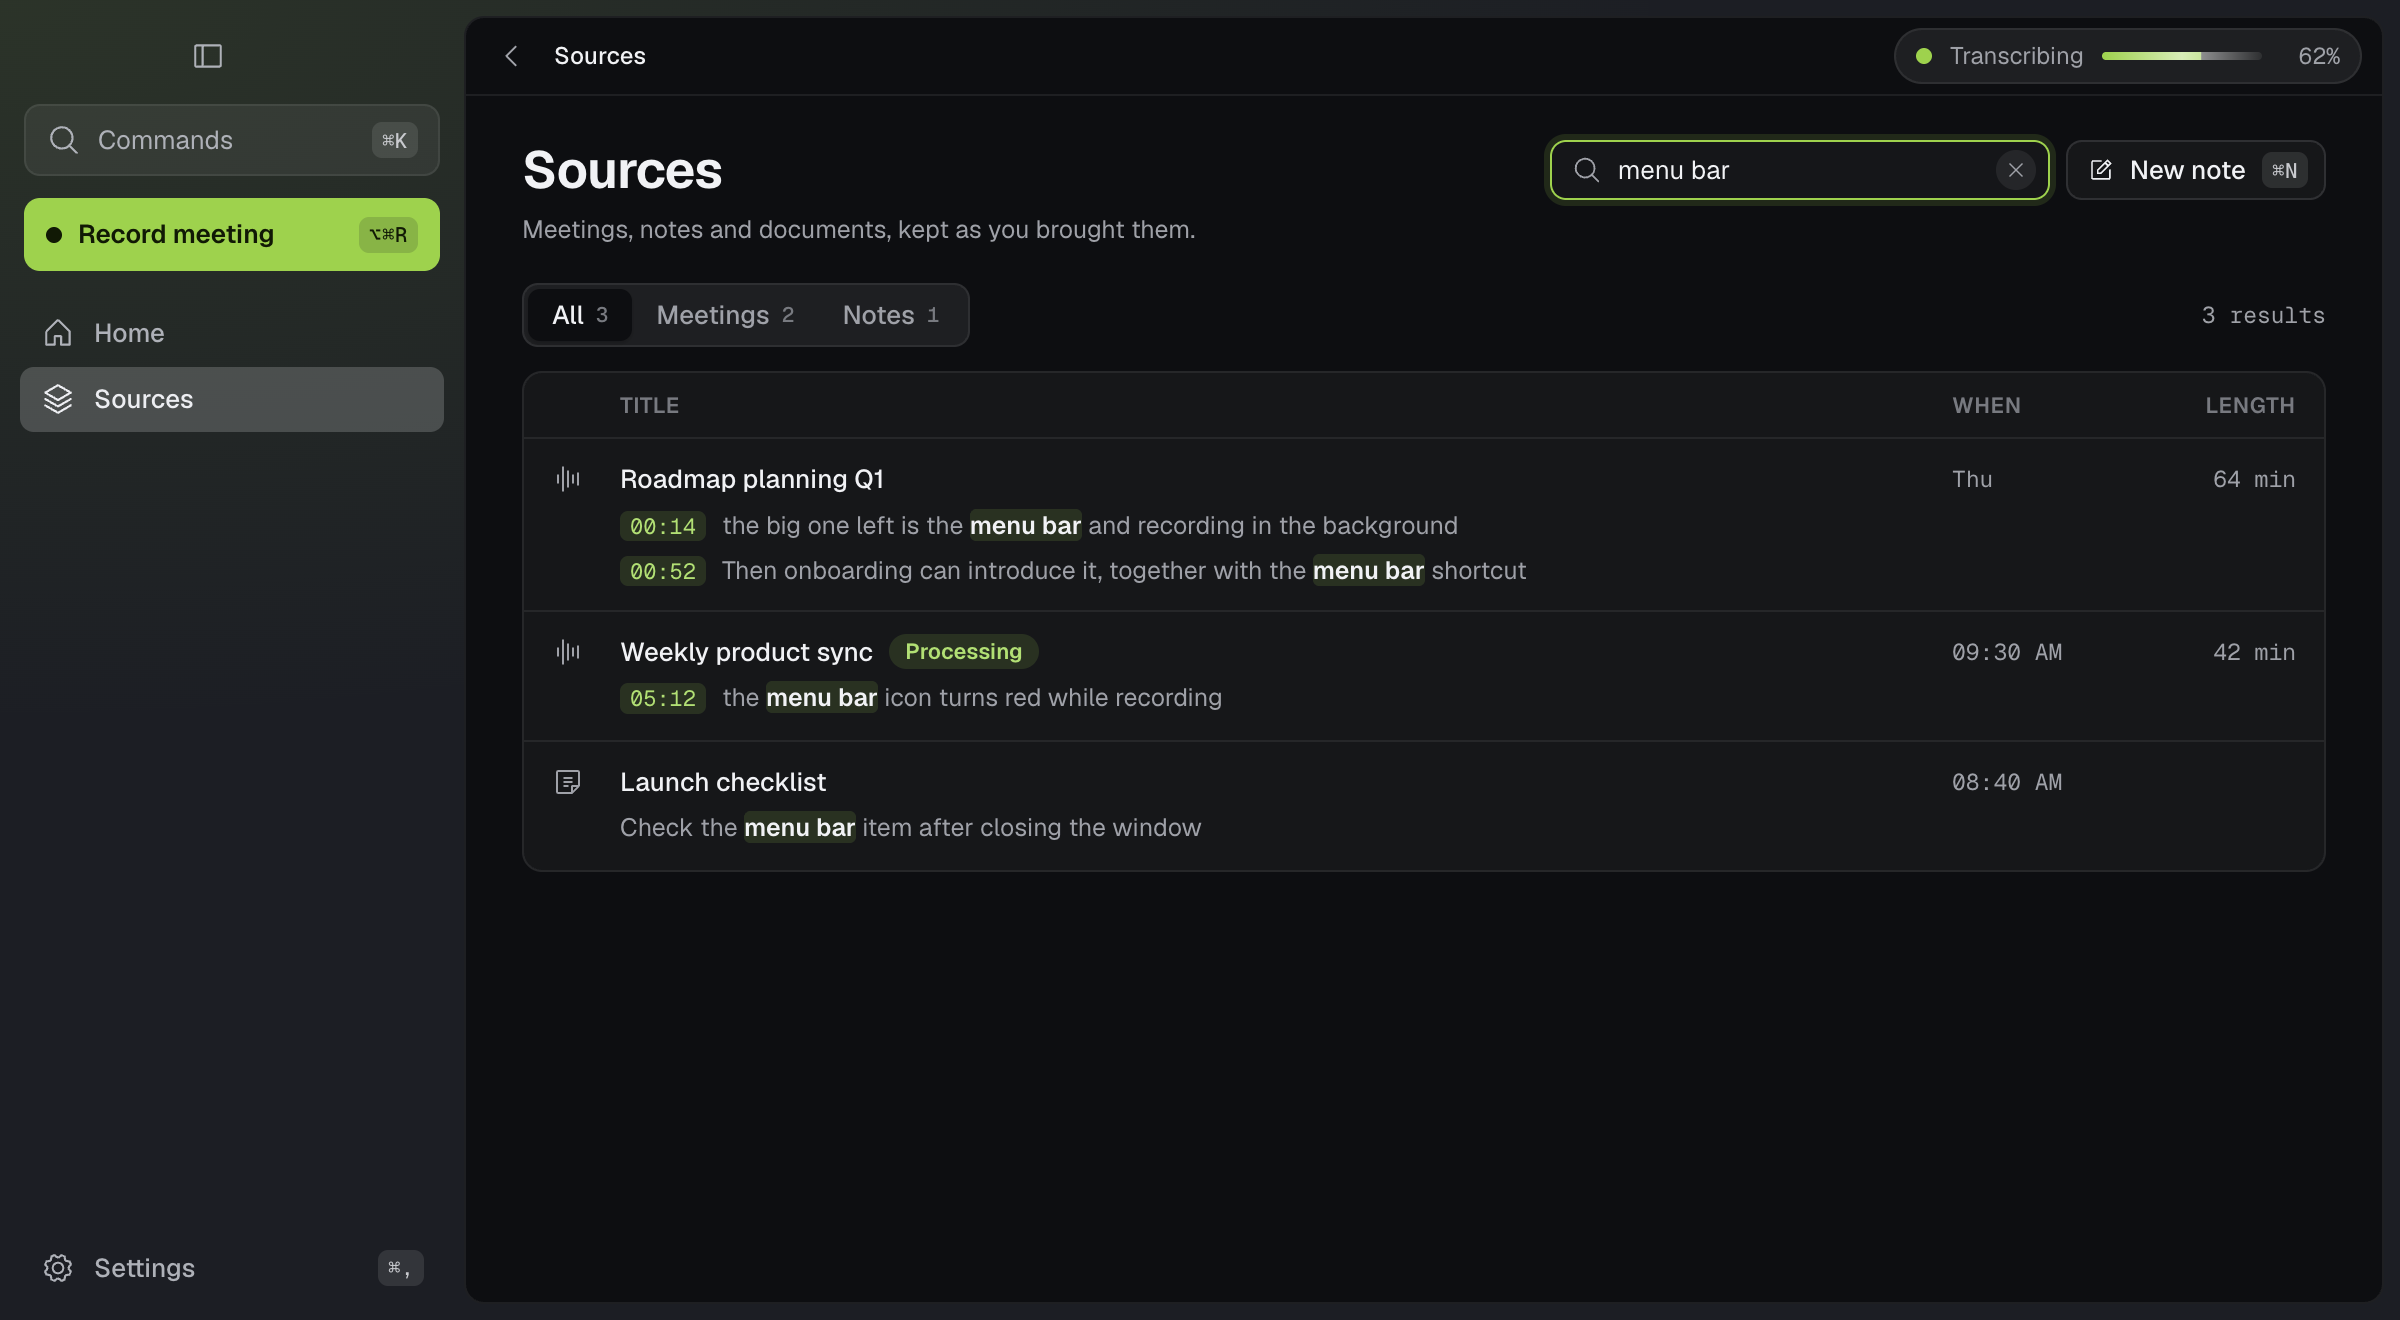 Commands ⌘K
Record meeting ⌥⌘R
Home
Sources
Settings ⌘,
Sources
Transcribing 62%
Sources
Meetings, notes and documents, kept as you brought them.
menu bar
New note ⌘N
All 3 Meetings 2 Notes 1
3 results
TITLE WHEN LENGTH
Roadmap planning Q1 Thu 64 min
00:14 the big one left is the menu bar and recording in the background
00:52 Then onboarding can introduce it, together with the menu bar shortcut
Weekly product sync Processing 09:30 AM 42 min
05:12 the menu bar icon turns red while recording
Launch checklist 08:40 AM
Check the menu bar item after closing the window